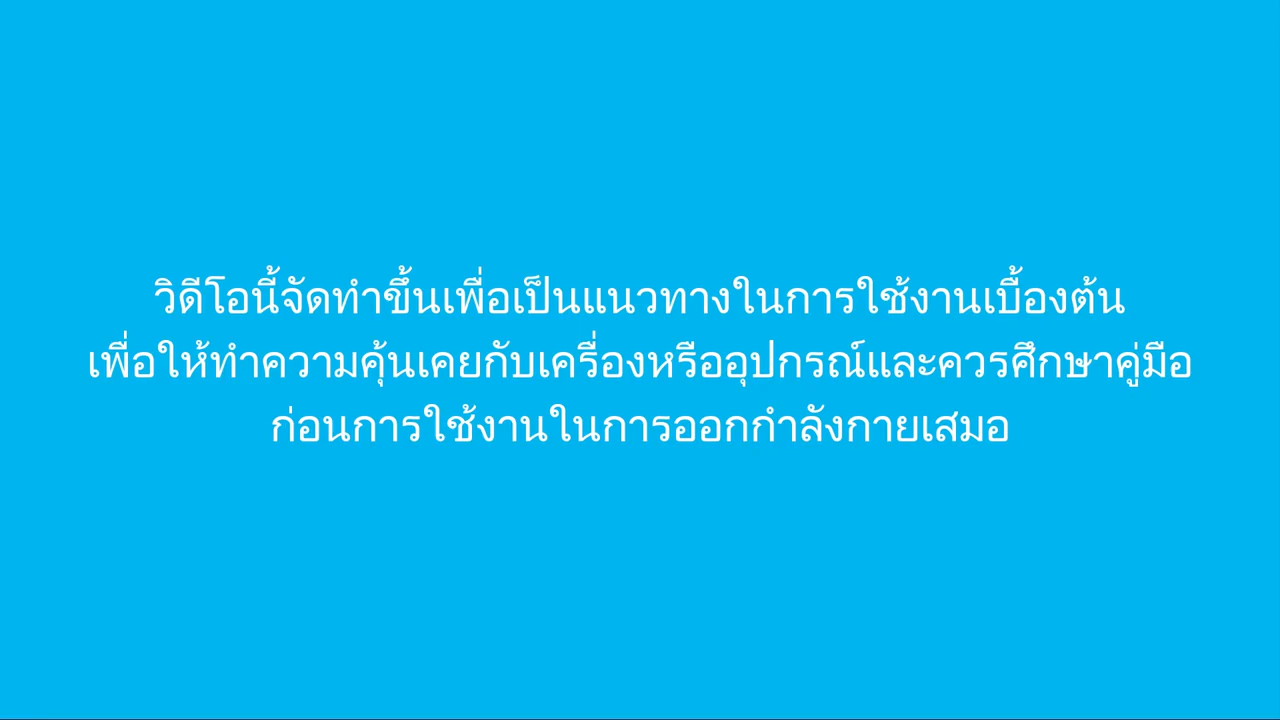 วิดีโอนี้จัดทำขึ้นเพื่อเป็นแนวทางในการใช้งานเบื้องต้น
เพื่อให้ทำความคุ้นเคยกับเครื่องหรืออุปกรณ์และควรศึกษาคู่มือ
ก่อนการใช้งานในการออกกำลังกายเสมอ